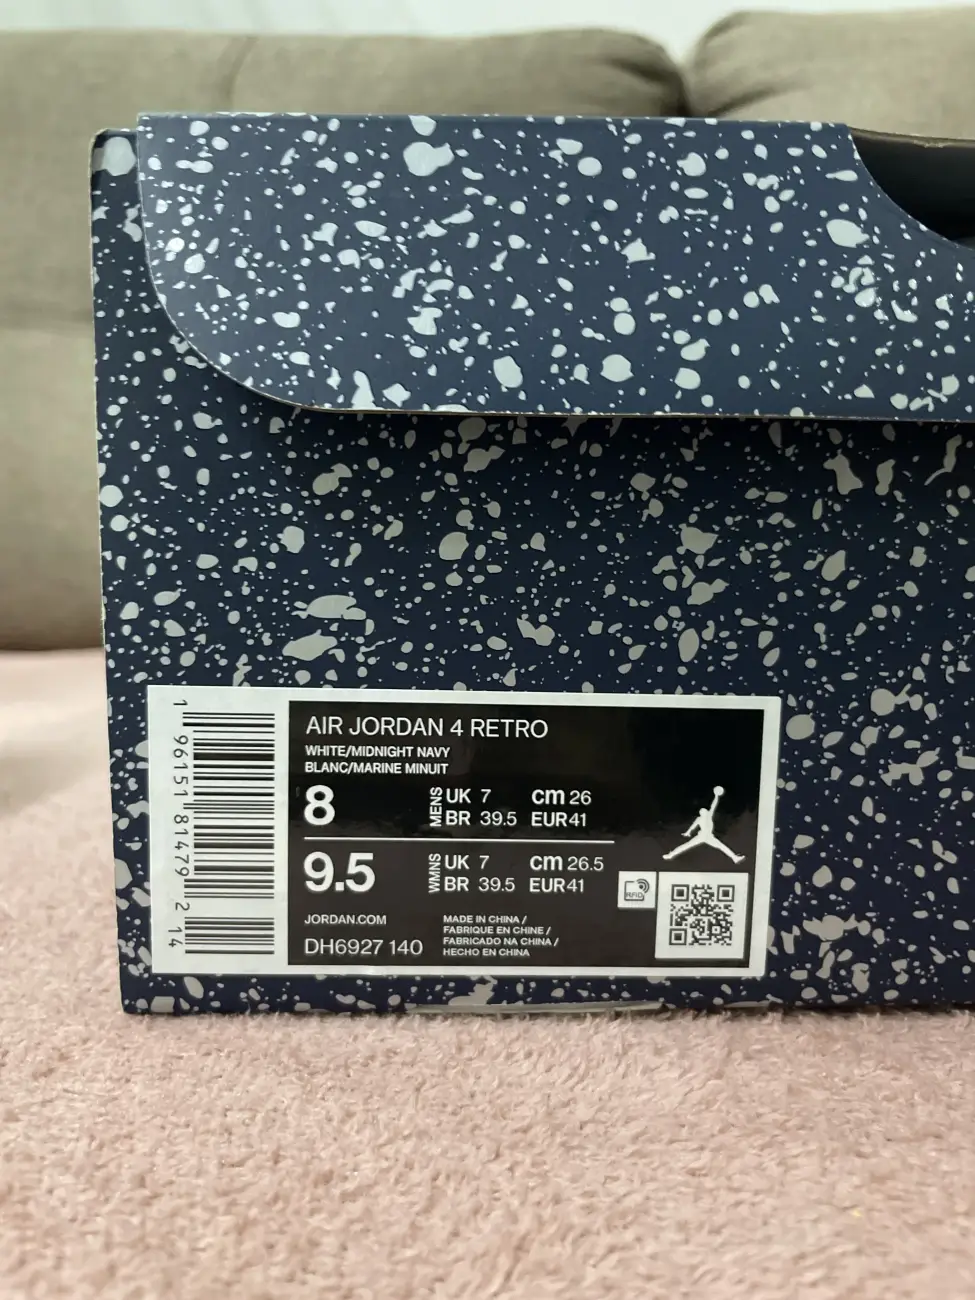 1 96151 81479 2 14
AIR JORDAN 4 RETRO
WHITE/MIDNIGHT NAVY
BLANC/MARINE MINUIT
8 MENS UK 7 cm 26
BR 39.5 EUR 41
9.5 WMNS UK 7 cm 26.5
BR 39.5 EUR 41
RFID
JORDAN.COM
DH6927 140
MADE IN CHINA /
FABRIQUE EN CHINE /
FABRICADO NA CHINA /
HECHO EN CHINA